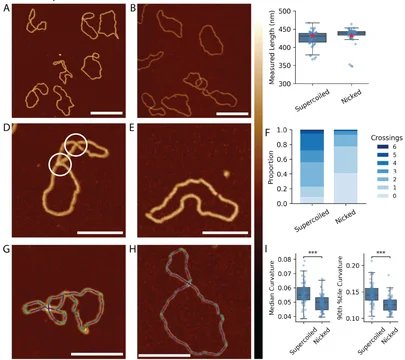 A
B
500
450
400
350
300
Measured Length (nm)
Supercoiled
Nicked
D
E
F
1.0
0.8
0.6
0.4
0.2
0.0
Proportion
Supercoiled
Nicked
Crossings
6
5
4
3
2
1
0
G
H
I
***
0.08
0.07
0.06
0.05
0.04
Median Curvature
Supercoiled
Nicked
***
0.20
0.15
0.10
90th %tile Curvature
Supercoiled
Nicked